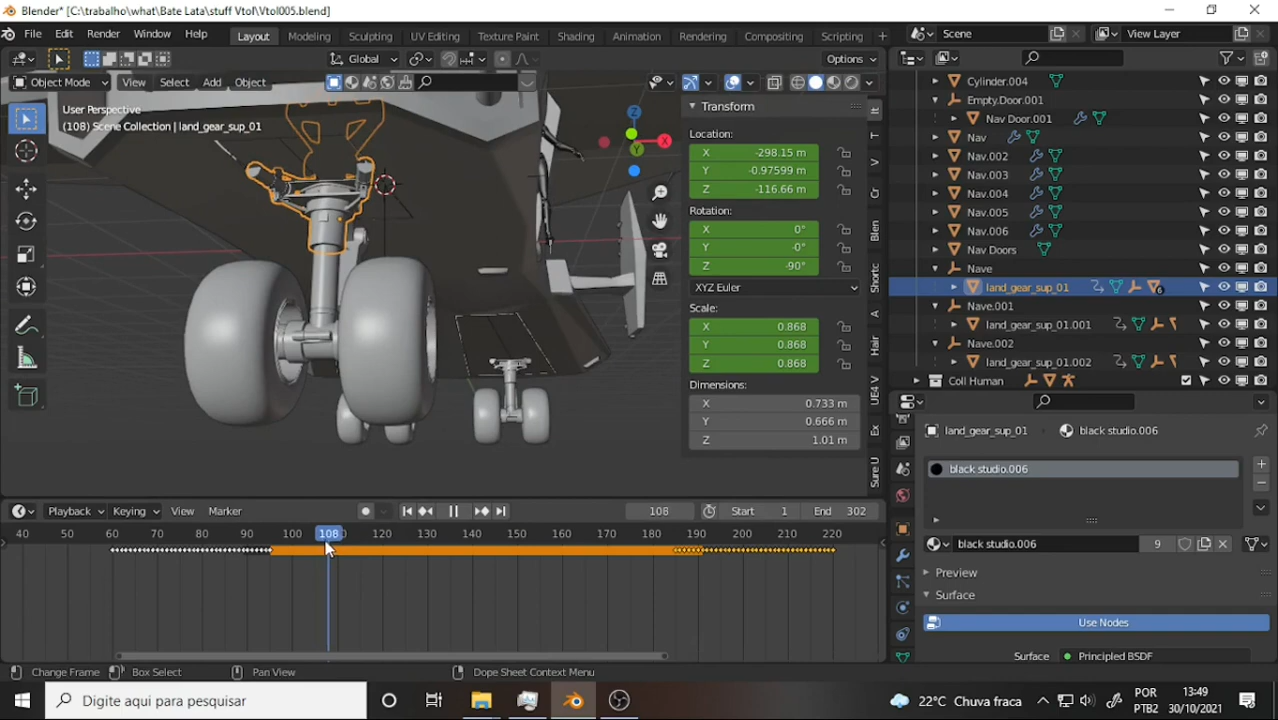 Blender* [C:\trabalho\what\Bate Lata\stuff Vtol\Vtol005.blend]
File Edit Render Window Help
Layout Modeling Sculpting UV Editing Texture Paint Shading Animation Rendering Compositing Scripting
Scene View Layer
Global Options
Object Mode View Select Add Object
User Perspective
(108) Scene Collection | land_gear_sup_01
Z X Y
Transform
Location:
X -298.15 m
Y -0.97599 m
Z -116.66 m
Rotation:
X 0°
Y -0°
Z -90°
XYZ Euler
Scale:
X 0.868
Y 0.868
Z 0.868
Dimensions:
X 0.733 m
Y 0.666 m
Z 1.01 m
It
T
V
Cr
Blen
Shortc
A
Hair
UE4 V
Ex
Sure U
Cylinder.004
Empty.Door.001
Nav Door.001
Nav
Nav.002
Nav.003
Nav.004
Nav.005
Nav.006
Nav Doors
Nave
land_gear_sup_01 6
Nave.001
land_gear_sup_01.001
Nave.002
land_gear_sup_01.002
Coll Human
land_gear_sup_01 black studio.006
black studio.006
black studio.006 9
Preview
Surface
Use Nodes
Surface Principled BSDF
Playback Keying View Marker 108 Start 1 End 302
40 50 60 70 80 90 100 108 120 130 140 150 160 170 180 190 200 210 220
Change Frame Box Select Pan View Dope Sheet Context Menu
Digite aqui para pesquisar
22°C Chuva fraca
POR
PTB2
13:49
30/10/2021